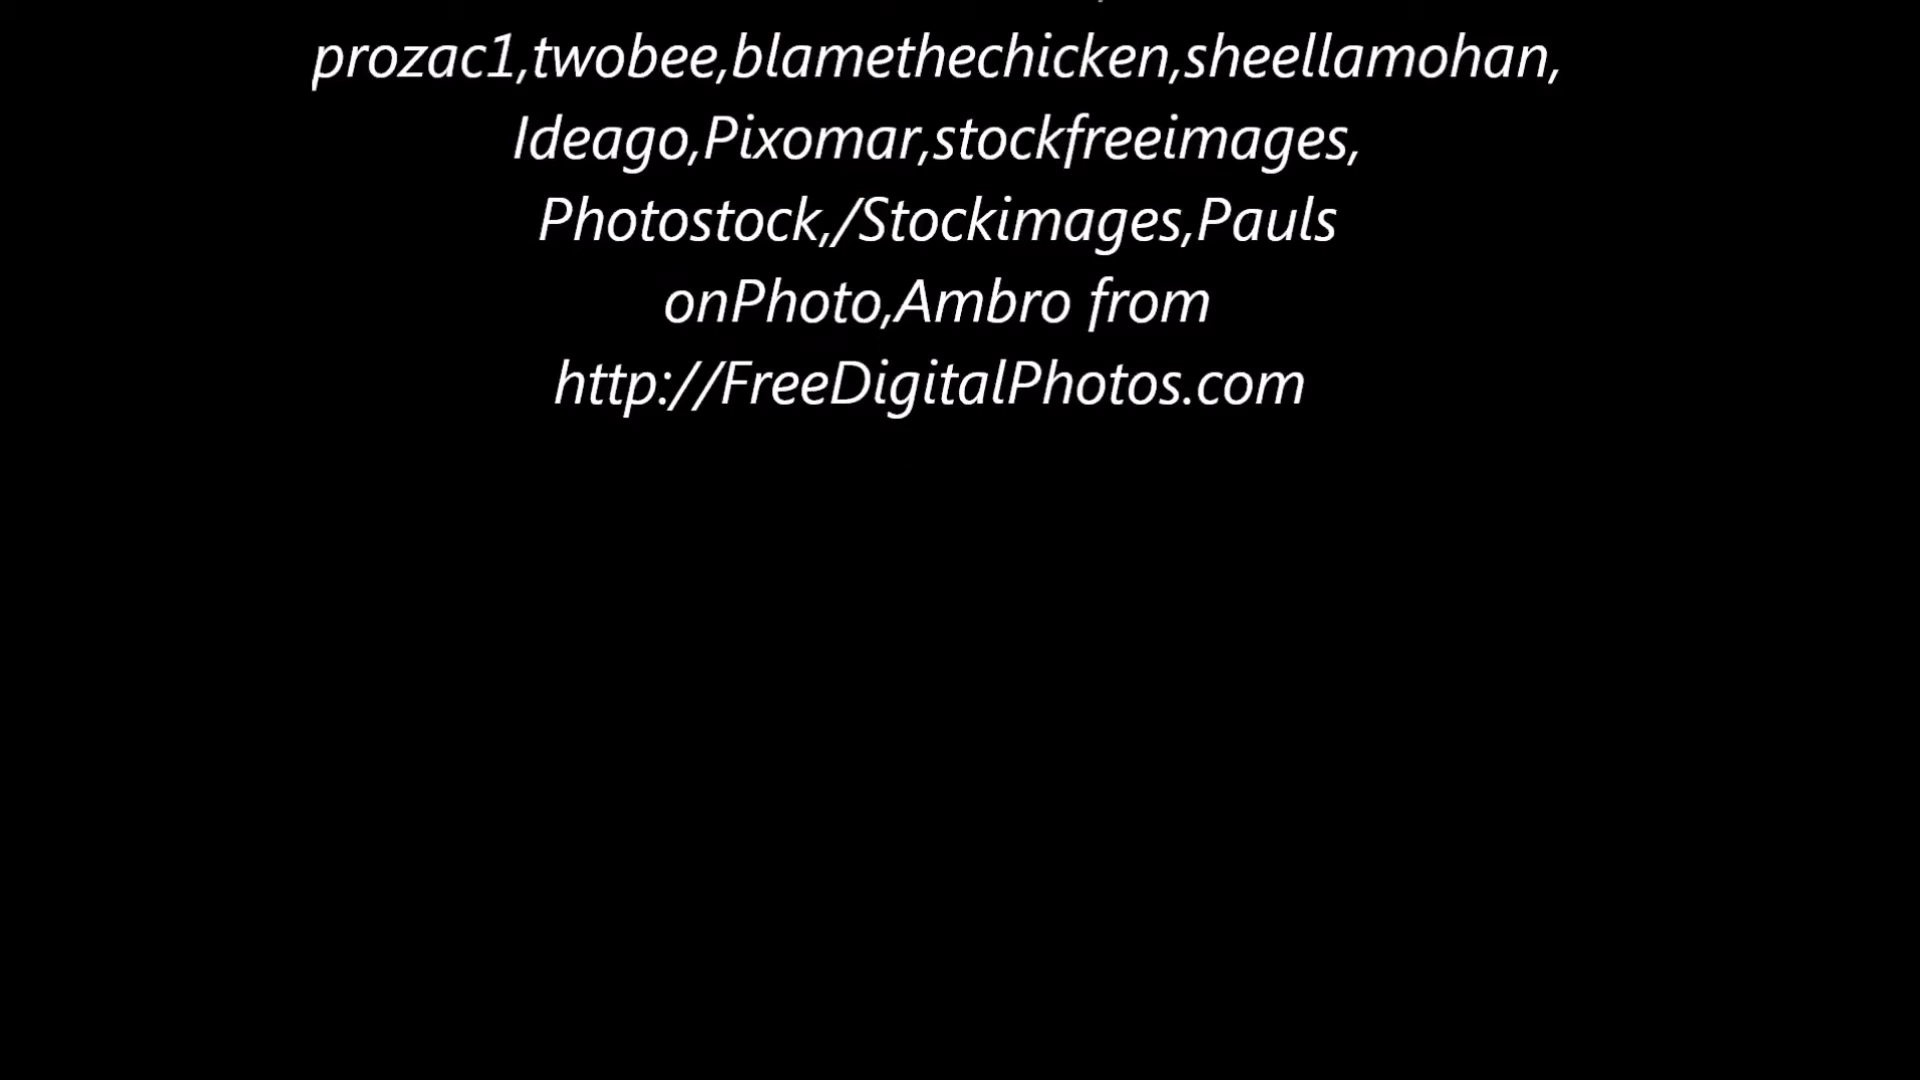 prozac1,twobee,blamethechicken,sheellamohan,
Ideago,Pixomar,stockfreeimages,
Photostock,/Stockimages,Pauls
onPhoto,Ambro from
http://FreeDigitalPhotos.com